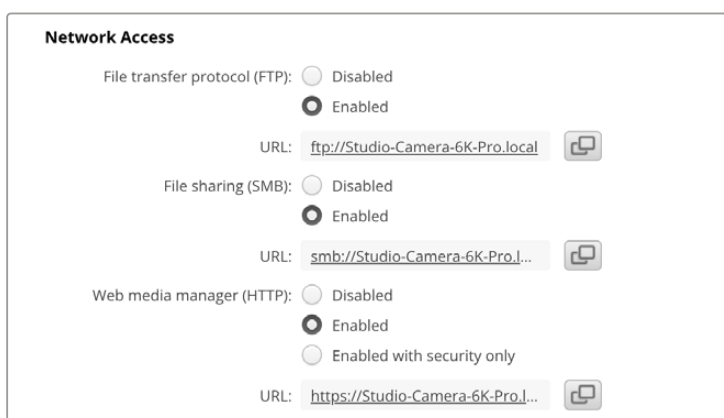 Network Access
File transfer protocol (FTP): Disabled
Enabled
URL: ftp://Studio-Camera-6K-Pro.local
File sharing (SMB): Disabled
Enabled
URL: smb://Studio-Camera-6K-Pro.l...
Web media manager (HTTP): Disabled
Enabled
Enabled with security only
URL: https://Studio-Camera-6K-Pro.l...